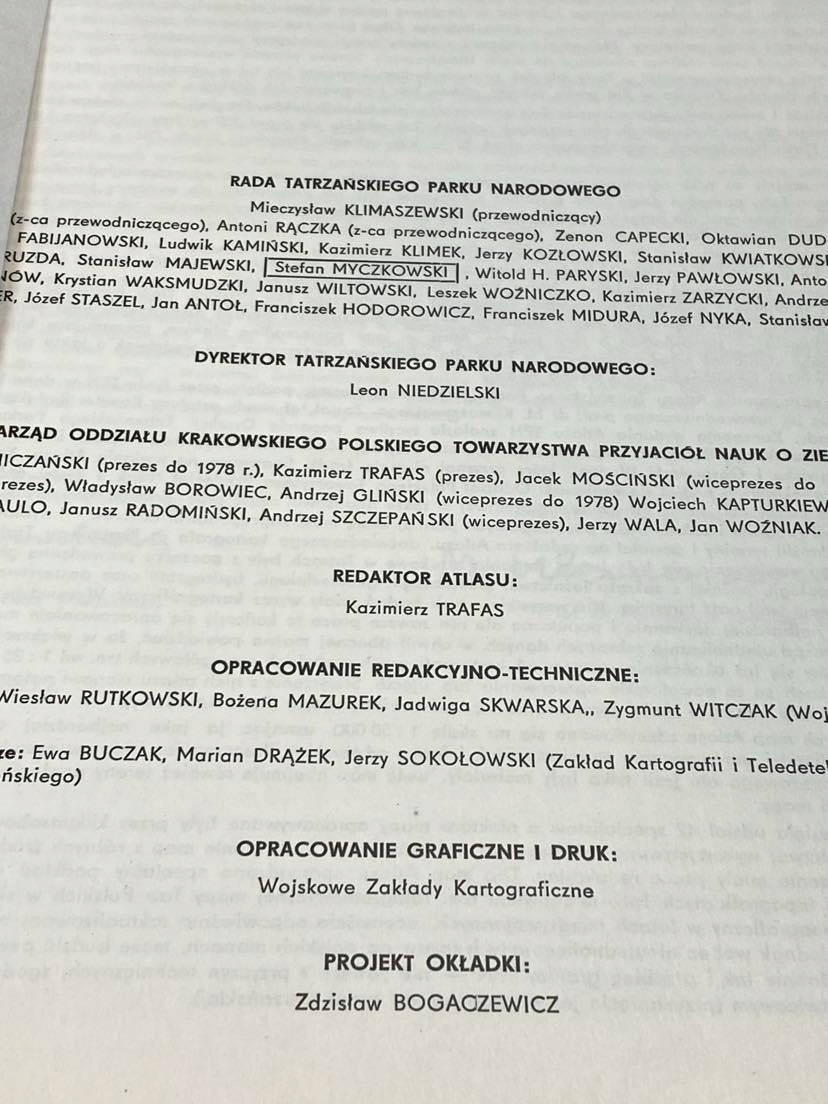 RADA TATRZAŃSKIEGO PARKU NARODOWEGO
Mieczysław KLIMASZEWSKI (przewodniczący)
(z-ca przewodniczącego), Antoni RĄCZKA (z-ca przewodniczącego), Zenon CAPECKI, Oktawian DUD
FABIJANOWSKI, Ludwik KAMIŃSKI, Kazimierz KLIMEK, Jerzy KOZŁOWSKI, Stanisław KWIATKOWSI
RUZDA, Stanisław MAJEWSKI, Stefan MYCZKOWSKI, Witold H. PARYSKI, Jerzy PAWŁOWSKI, Anto
NÓW, Krystian WAKSMUDZKI, Janusz WILTOWSKI, Leszek WOŹNICZKO, Kazimierz ZARZYCKI, Andrze
ER, Józef STASZEL, Jan ANTOŁ, Franciszek HODOROWICZ, Franciszek MIDURA, Józef NYKA, Stanisław
DYREKTOR TATRZAŃSKIEGO PARKU NARODOWEGO:
Leon NIEDZIELSKI
ARZĄD ODDZIAŁU KRAKOWSKIEGO POLSKIEGO TOWARZYSTWA PRZYJACIÓŁ NAUK O ZIE
NICZAŃSKI (prezes do 1978 r.), Kazimierz TRAFAS (prezes), Jacek MOŚCIŃSKI (wiceprezes do
rezes), Władysław BOROWIEC, Andrzej GLIŃSKI (wiceprezes do 1978) Wojciech KAPTURKIEW
AULO, Janusz RADOMIŃSKI, Andrzej SZCZEPAŃSKI (wiceprezes), Jerzy WALA, Jan WOŹNIAK.
REDAKTOR ATLASU:
Kazimierz TRAFAS
OPRACOWANIE REDAKCYJNO-TECHNICZNE:
Wiesław RUTKOWSKI, Bożena MAZUREK, Jadwiga SKWARSKA,, Zygmunt WITCZAK (Woj
ze: Ewa BUCZAK, Marian DRĄŻEK, Jerzy SOKOŁOWSKI (Zakład Kartografii i Teledete
ońskiego)
OPRACOWANIE GRAFICZNE I DRUK:
Wojskowe Zakłady Kartograficzne
PROJEKT OKŁADKI:
Zdzisław BOGACZEWICZ